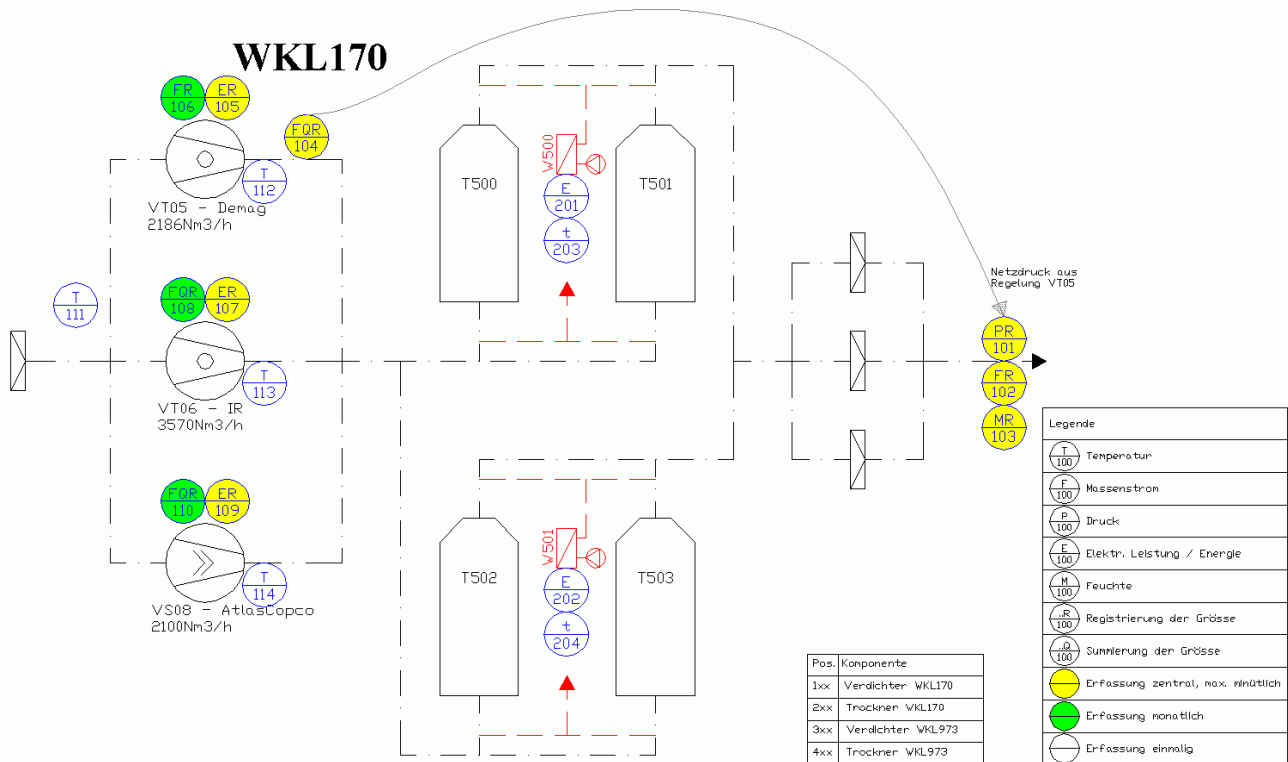 WKL170
FR
106
ER
105
FQR
104
T
112
VT05 - Demag
2186Nm3/h
T
111
FQR
108
ER
107
T
113
VT06 - IR
3570Nm3/h
FQR
110
ER
109
T
114
VS08 - AtlasCopco
2100Nm3/h
T500
W500
E
201
t
203
T501
T502
W501
E
202
t
204
T503
Netzdruck aus
Regelung VT05
PR
101
FR
102
MR
103
Pos. Komponente
1xx Verdichter WKL170
2xx Trockner WKL170
3xx Verdichter WKL973
4xx Trockner WKL973
Legende
T
100 Temperatur
F
100 Massenstrom
P
100 Druck
E
100 Elektr. Leistung / Energie
M
100 Feuchte
..R
100 Registrierung der Grösse
..Q
100 Summierung der Grösse
Erfassung zentral, max. minütlich
Erfassung monatlich
Erfassung einmalig